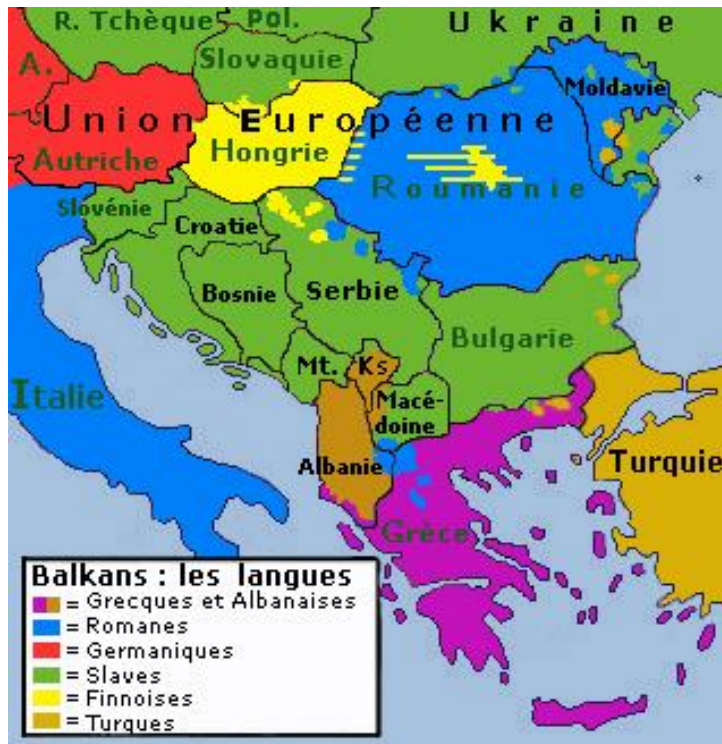 R. Tchèque
Pol.
Ukraine
A.
Slovaquie
Moldavie
Union Européenne
Autriche
Hongrie
Roumanie
Slovénie
Croatie
Bosnie
Serbie
Bulgarie
Mt.
Ks
Italie
Macé-
doine
Albanie
Turquie
Grèce
Balkans : les langues
= Grecques et Albanaises
= Romanes
= Germaniques
= Slaves
= Finnoises
= Turques